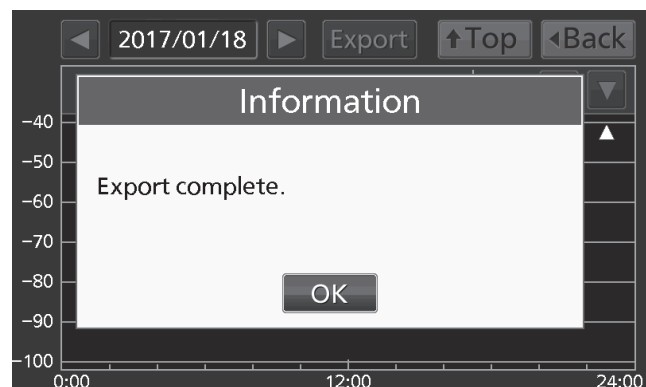 ◀ 2017/01/18 ▶ Export ↑Top ◂Back
Information
Export complete.
OK
−40
−50
−60
−70
−80
−90
−100
0:00 12:00 24:00